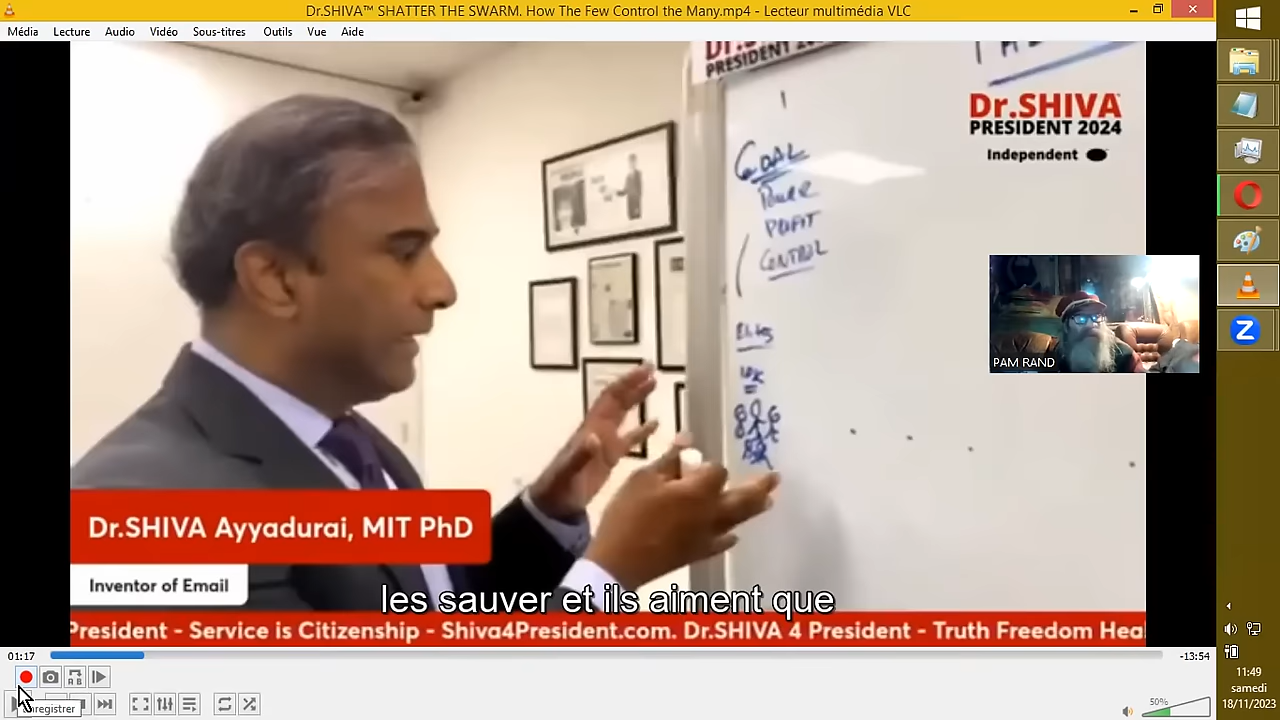 Dr.SHIVA™ SHATTER THE SWARM. How The Few Control the Many.mp4 - Lecteur multimédia VLC
Média Lecture Audio Vidéo Sous-titres Outils Vue Aide
Dr.SHIVA
PRESIDENT 2024
PRESIDENT 2024
Independent
GOAL
POWER
PROFIT
CONTROL
PAM RAND
Dr.SHIVA Ayyadurai, MIT PhD
Inventor of Email
les sauver et ils aiment que
President - Service is Citizenship - Shiva4President.com. Dr.SHIVA 4 President - Truth Freedom Hea
01:17
-13:54
A B
50%
11:49
samedi
18/11/2023